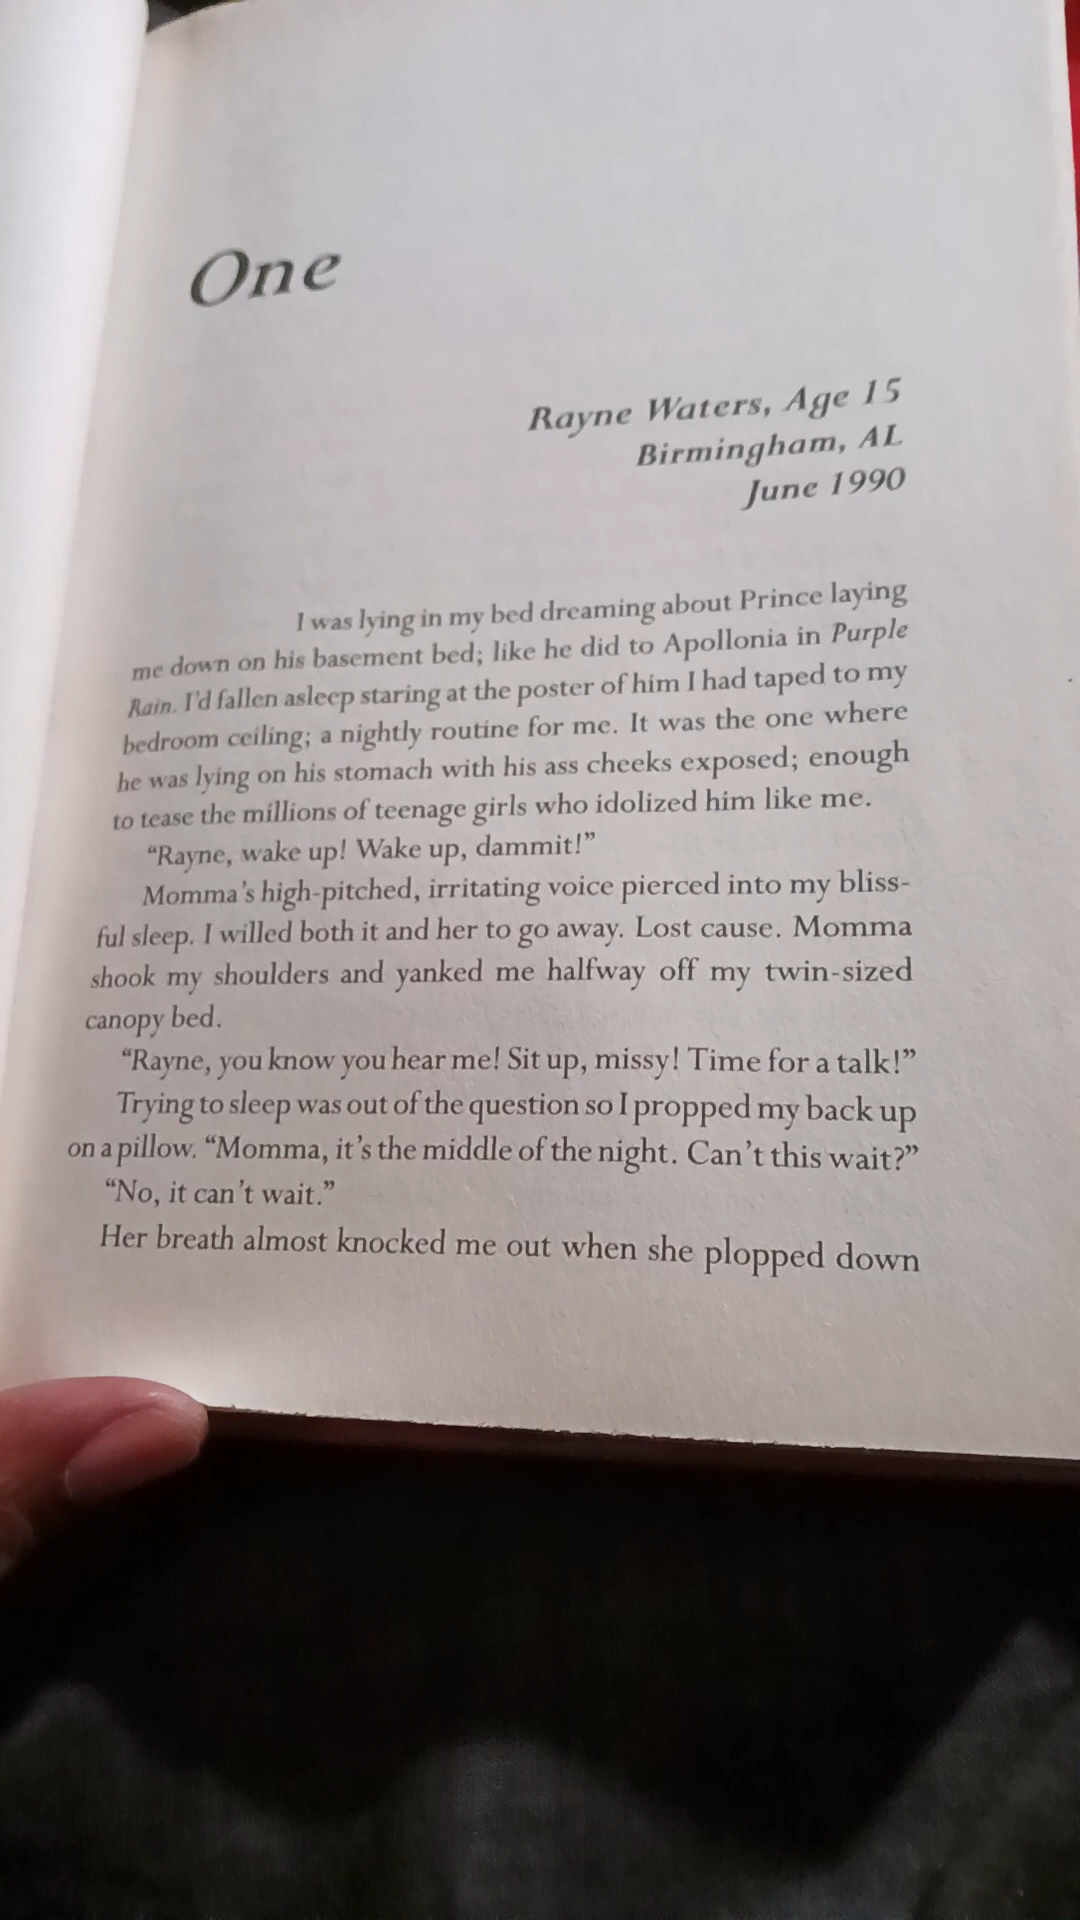 One
Rayne Waters, Age 15
Birmingham, AL
June 1990
I was lying in my bed dreaming about Prince laying
me down on his basement bed; like he did to Apollonia in Purple
Rain. I'd fallen asleep staring at the poster of him I had taped to my
bedroom ceiling; a nightly routine for me. It was the one where
he was lying on his stomach with his ass cheeks exposed; enough
to tease the millions of teenage girls who idolized him like me.
“Rayne, wake up! Wake up, dammit!”
Momma's high-pitched, irritating voice pierced into my bliss-
ful sleep. I willed both it and her to go away. Lost cause. Momma
shook my shoulders and yanked me halfway off my twin-sized
canopy bed.
“Rayne, you know you hear me! Sit up, missy! Time for a talk!”
Trying to sleep was out of the question so I propped my back up
on a pillow. “Momma, it's the middle of the night. Can't this wait?”
“No, it can't wait.”
Her breath almost knocked me out when she plopped down